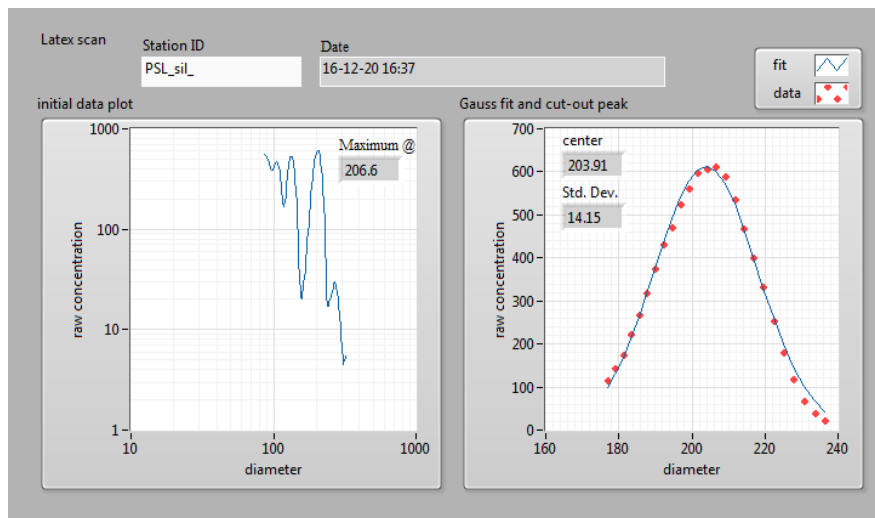 Latex scan
Station ID
PSL_sil_
Date
16-12-20 16:37
fit
data
initial data plot
Maximum @
206.6
1000
100
10
1
raw concentration
10
100
1000
diameter
Gauss fit and cut-out peak
center
203.91
Std. Dev.
14.15
700
600
500
400
300
200
100
0
raw concentration
160
180
200
220
240
diameter